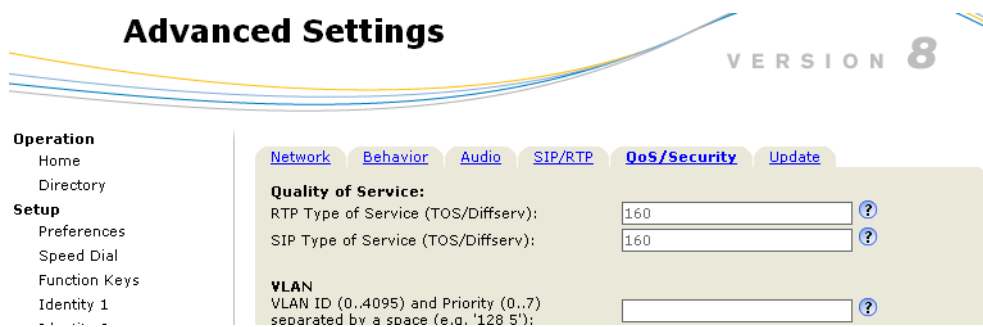 Advanced Settings
VERSION 8
Operation
Home
Directory
Setup
Preferences
Speed Dial
Function Keys
Identity 1
Network Behavior Audio SIP/RTP QoS/Security Update
Quality of Service:
RTP Type of Service (TOS/Diffserv): 160 ?
SIP Type of Service (TOS/Diffserv): 160 ?
VLAN
VLAN ID (0..4095) and Priority (0..7)
separated by a space (e.g. '128 5'): ?